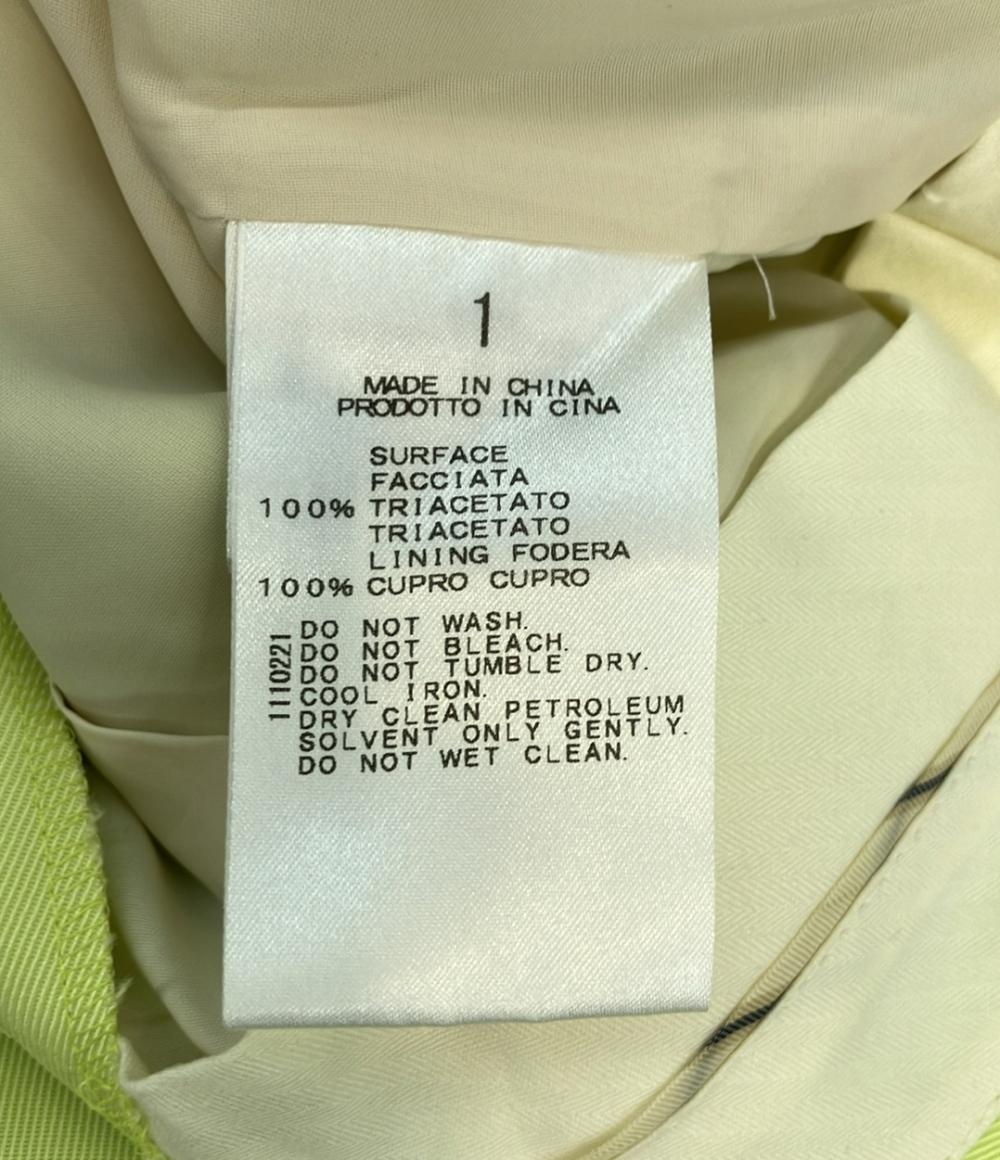 1
MADE IN CHINA
PRODOTTO IN CINA
SURFACE
FACCIATA
100% TRIACETATO
TRIACETATO
LINING FODERA
100% CUPRO CUPRO
1110221
DO NOT WASH.
DO NOT BLEACH.
DO NOT TUMBLE DRY.
COOL IRON.
DRY CLEAN PETROLEUM
SOLVENT ONLY GENTLY.
DO NOT WET CLEAN.